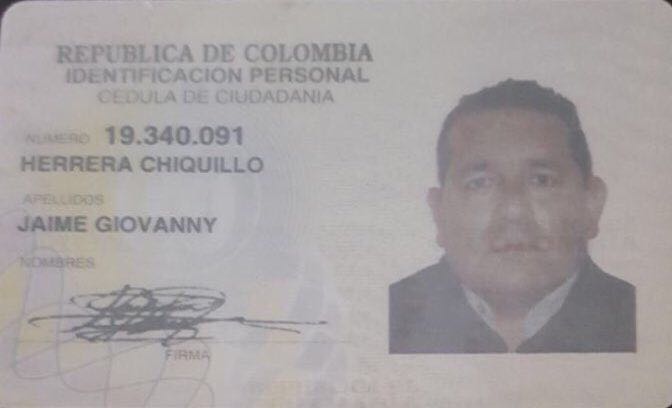 REPUBLICA DE COLOMBIA
IDENTIFICACION PERSONAL
CEDULA DE CIUDADANIA
NUMERO 19.340.091
HERRERA CHIQUILLO
APELLIDOS
JAIME GIOVANNY
NOMBRES
FIRMA